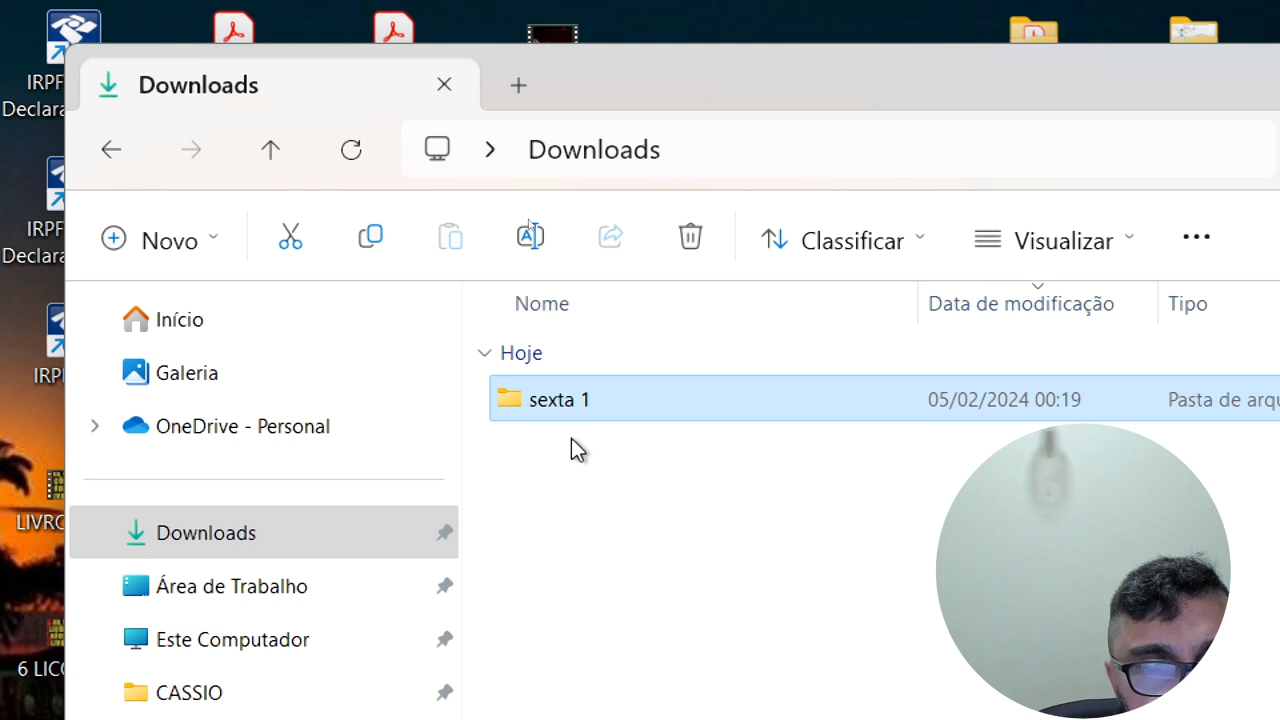 Downloads
Downloads
Novo
Classificar
Visualizar
Início
Galeria
OneDrive - Personal
Downloads
Área de Trabalho
Este Computador
CASSIO
Nome
Data de modificação
Tipo
Hoje
sexta 1
05/02/2024 00:19
Pasta de arqu
IRPF
Declara
IRPF
Declara
IRPF
LIVRO
6 LIÇÕ